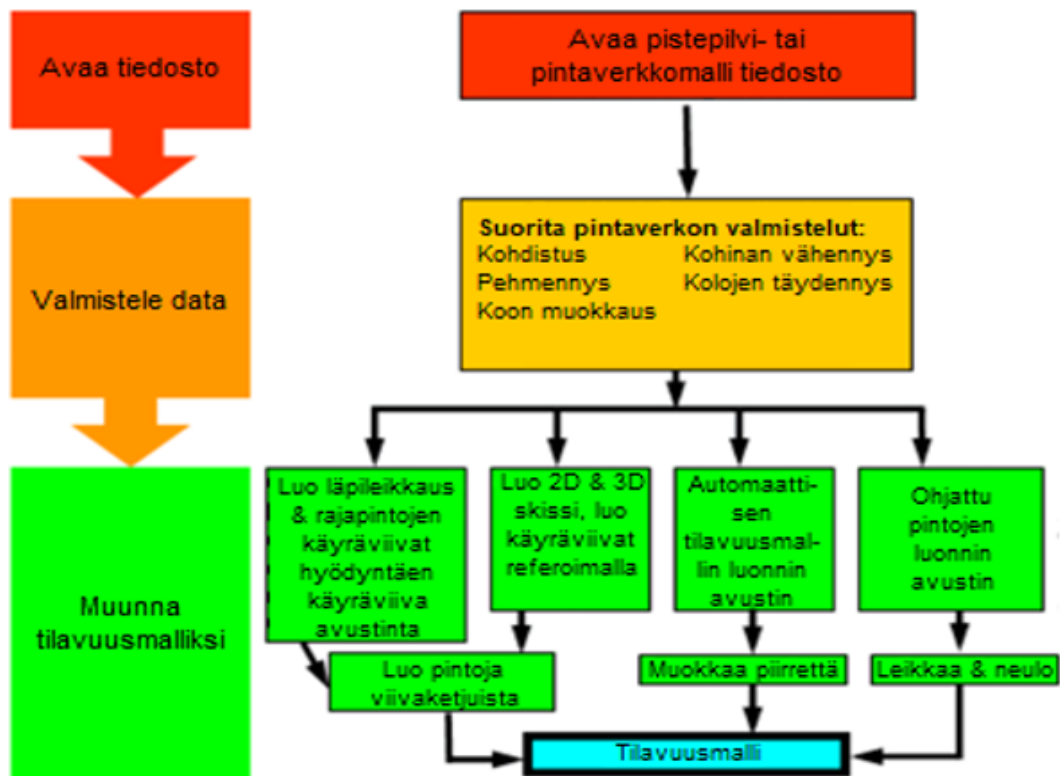 Avaa tiedosto
Avaa pistepilvi- tai
pintaverkkomalli tiedosto
Valmistele data
Suorita pintaverkon valmistelut:
Kohdistus
Kohinan vähennys
Pehmennys
Kolojen täydennys
Koon muokkaus
Muunna
tilavuusmalliksi
Luo läpileikkaus
& rajapintojen
käyräviivat
hyödyntäen
käyräviiva
avustinta
Luo 2D & 3D
skissi, luo
käyräviivat
referoimalla
Automaatti-
sen
tilavuusmal-
lin luonnin
avustin
Ohjattu
pintojen
luonnin
avustin
Luo pintoja
viivaketjuista
Muokkaa piirrettä
Leikkaa & neulo
Tilavuusmalli